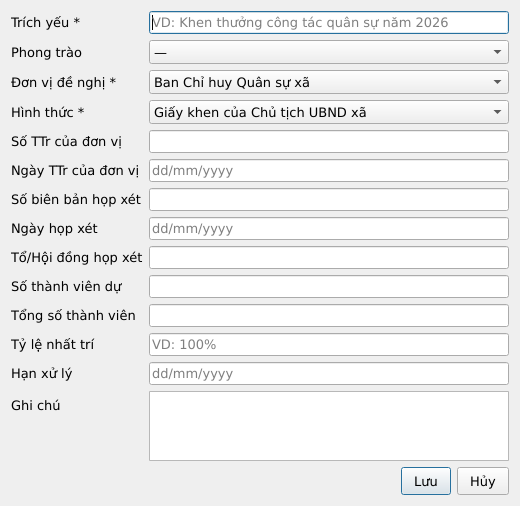 Trích yếu * VD: Khen thưởng công tác quân sự năm 2026
Phong trào —
Đơn vị đề nghị * Ban Chỉ huy Quân sự xã
Hình thức * Giấy khen của Chủ tịch UBND xã
Số TTr của đơn vị
Ngày TTr của đơn vị dd/mm/yyyy
Số biên bản họp xét
Ngày họp xét dd/mm/yyyy
Tổ/Hội đồng họp xét
Số thành viên dự
Tổng số thành viên
Tỷ lệ nhất trí VD: 100%
Hạn xử lý dd/mm/yyyy
Ghi chú
Lưu Hủy